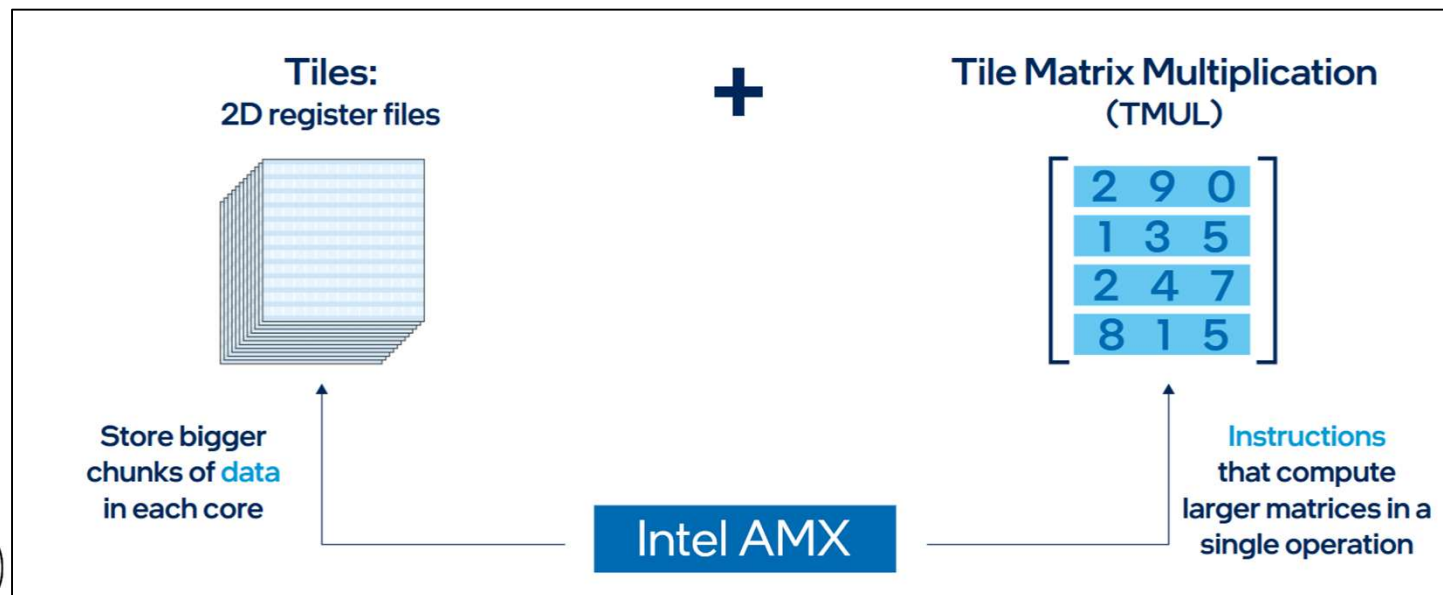 Tiles:
2D register files
+
Tile Matrix Multiplication
(TMUL)
2 9 0
1 3 5
2 4 7
8 1 5
Store bigger
chunks of data
in each core
Intel AMX
Instructions
that compute
larger matrices in a
single operation